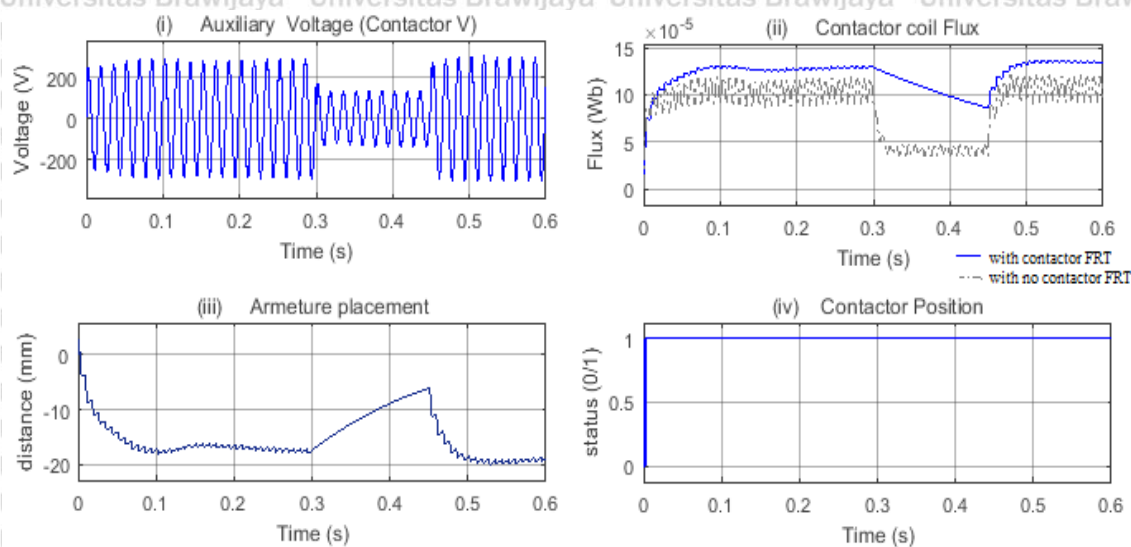 Universitas Brawijaya Universitas Brawijaya Universitas Brawijaya Universitas Braw
(i) Auxiliary Voltage (Contactor V)
Voltage (V)
200
0
-200
0 0.1 0.2 0.3 0.4 0.5 0.6
Time (s)
(ii) Contactor coil Flux
×10⁻⁵
Flux (Wb)
15
10
5
0
0 0.1 0.2 0.3 0.4 0.5 0.6
Time (s)
with contactor FRT
with no contactor FRT
(iii) Armeture placement
distance (mm)
0
-10
-20
0 0.1 0.2 0.3 0.4 0.5 0.6
Time (s)
(iv) Contactor Position
status (0/1)
1
0.5
0
0 0.1 0.2 0.3 0.4 0.5 0.6
Time (s)